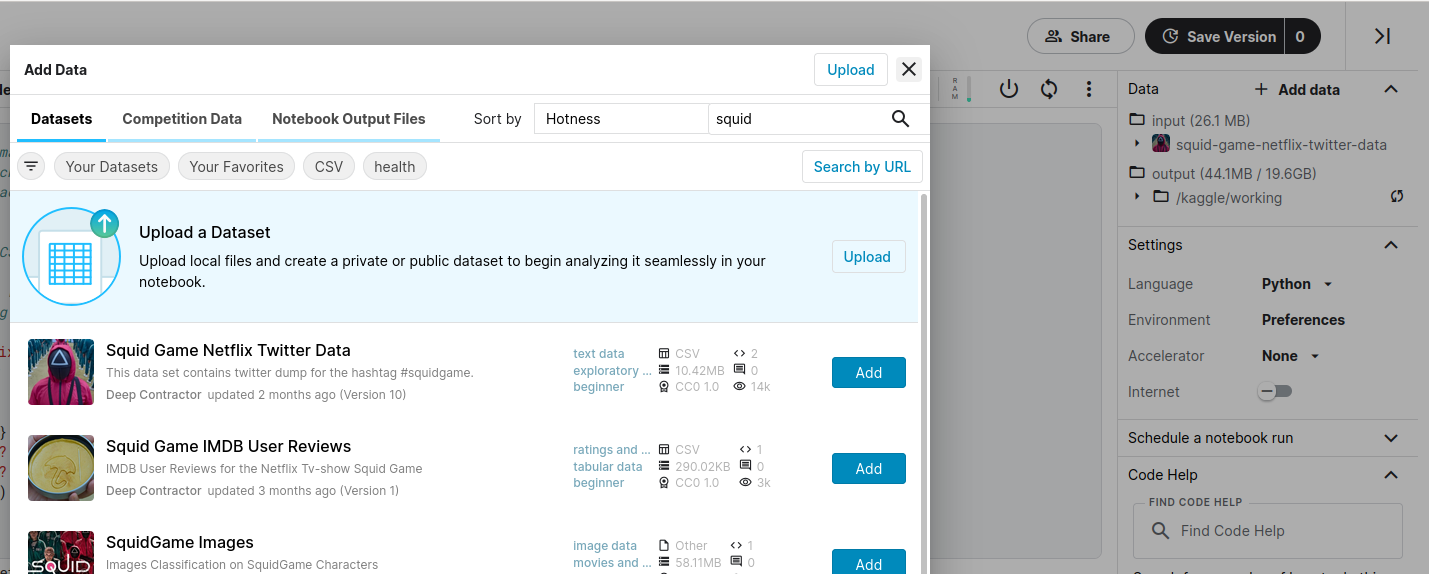 Share
Save Version 0
Add Data
Upload
Datasets
Competition Data
Notebook Output Files
Sort by
Hotness
squid
Your Datasets
Your Favorites
CSV
health
Search by URL
Upload a Dataset
Upload local files and create a private or public dataset to begin analyzing it seamlessly in your
notebook.
Upload
Squid Game Netflix Twitter Data
This data set contains twitter dump for the hashtag #squidgame.
Deep Contractor updated 2 months ago (Version 10)
text data CSV 2
exploratory ... 10.42MB 0
beginner CC0 1.0 14k
Add
Squid Game IMDB User Reviews
IMDB User Reviews for the Netflix Tv-show Squid Game
Deep Contractor updated 3 months ago (Version 1)
ratings and ... CSV 1
tabular data 290.02KB 0
beginner CC0 1.0 3k
Add
SQUID
SquidGame Images
Images Classification on SquidGame Characters
image data Other 1
movies and ... 58.11MB 0
Add
RAM
Data
Add data
input (26.1 MB)
squid-game-netflix-twitter-data
output (44.1MB / 19.6GB)
/kaggle/working
Settings
Language Python
Environment Preferences
Accelerator None
Internet
Schedule a notebook run
Code Help
FIND CODE HELP
Find Code Help